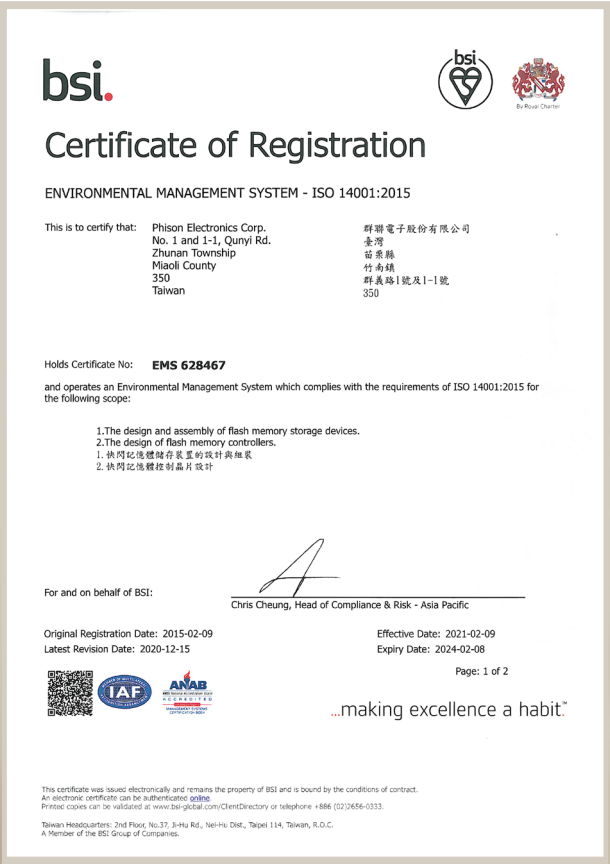 bsi.
bsi
By Royal Charter
Certificate of Registration
ENVIRONMENTAL MANAGEMENT SYSTEM - ISO 14001:2015
This is to certify that:
Phison Electronics Corp.
No. 1 and 1-1, Qunyi Rd.
Zhunan Township
Miaoli County
350
Taiwan
群聯電子股份有限公司
臺灣
苗栗縣
竹南鎮
群義路1號及1-1號
350
Holds Certificate No: EMS 628467
and operates an Environmental Management System which complies with the requirements of ISO 14001:2015 for
the following scope:
1.The design and assembly of flash memory storage devices.
2.The design of flash memory controllers.
1. 快閃記憶體儲存裝置的設計與組裝
2. 快閃記憶體控制晶片設計
For and on behalf of BSI:
Chris Cheung, Head of Compliance & Risk - Asia Pacific
Original Registration Date: 2015-02-09
Effective Date: 2021-02-09
Latest Revision Date: 2020-12-15
Expiry Date: 2024-02-08
Page: 1 of 2
IAF
ANAB
ACCREDITED
MANAGEMENT SYSTEMS
CERTIFICATION BODY
...making excellence a habit.™
This certificate was issued electronically and remains the property of BSI and is bound by the conditions of contract.
An electronic certificate can be authenticated online.
Printed copies can be validated at www.bsi-global.com/ClientDirectory or telephone +886 (02)2656-0333.
Taiwan Headquarters: 2nd Floor, No.37, Ji-Hu Rd., Nei-Hu Dist., Taipei 114, Taiwan, R.O.C.
A Member of the BSI Group of Companies.